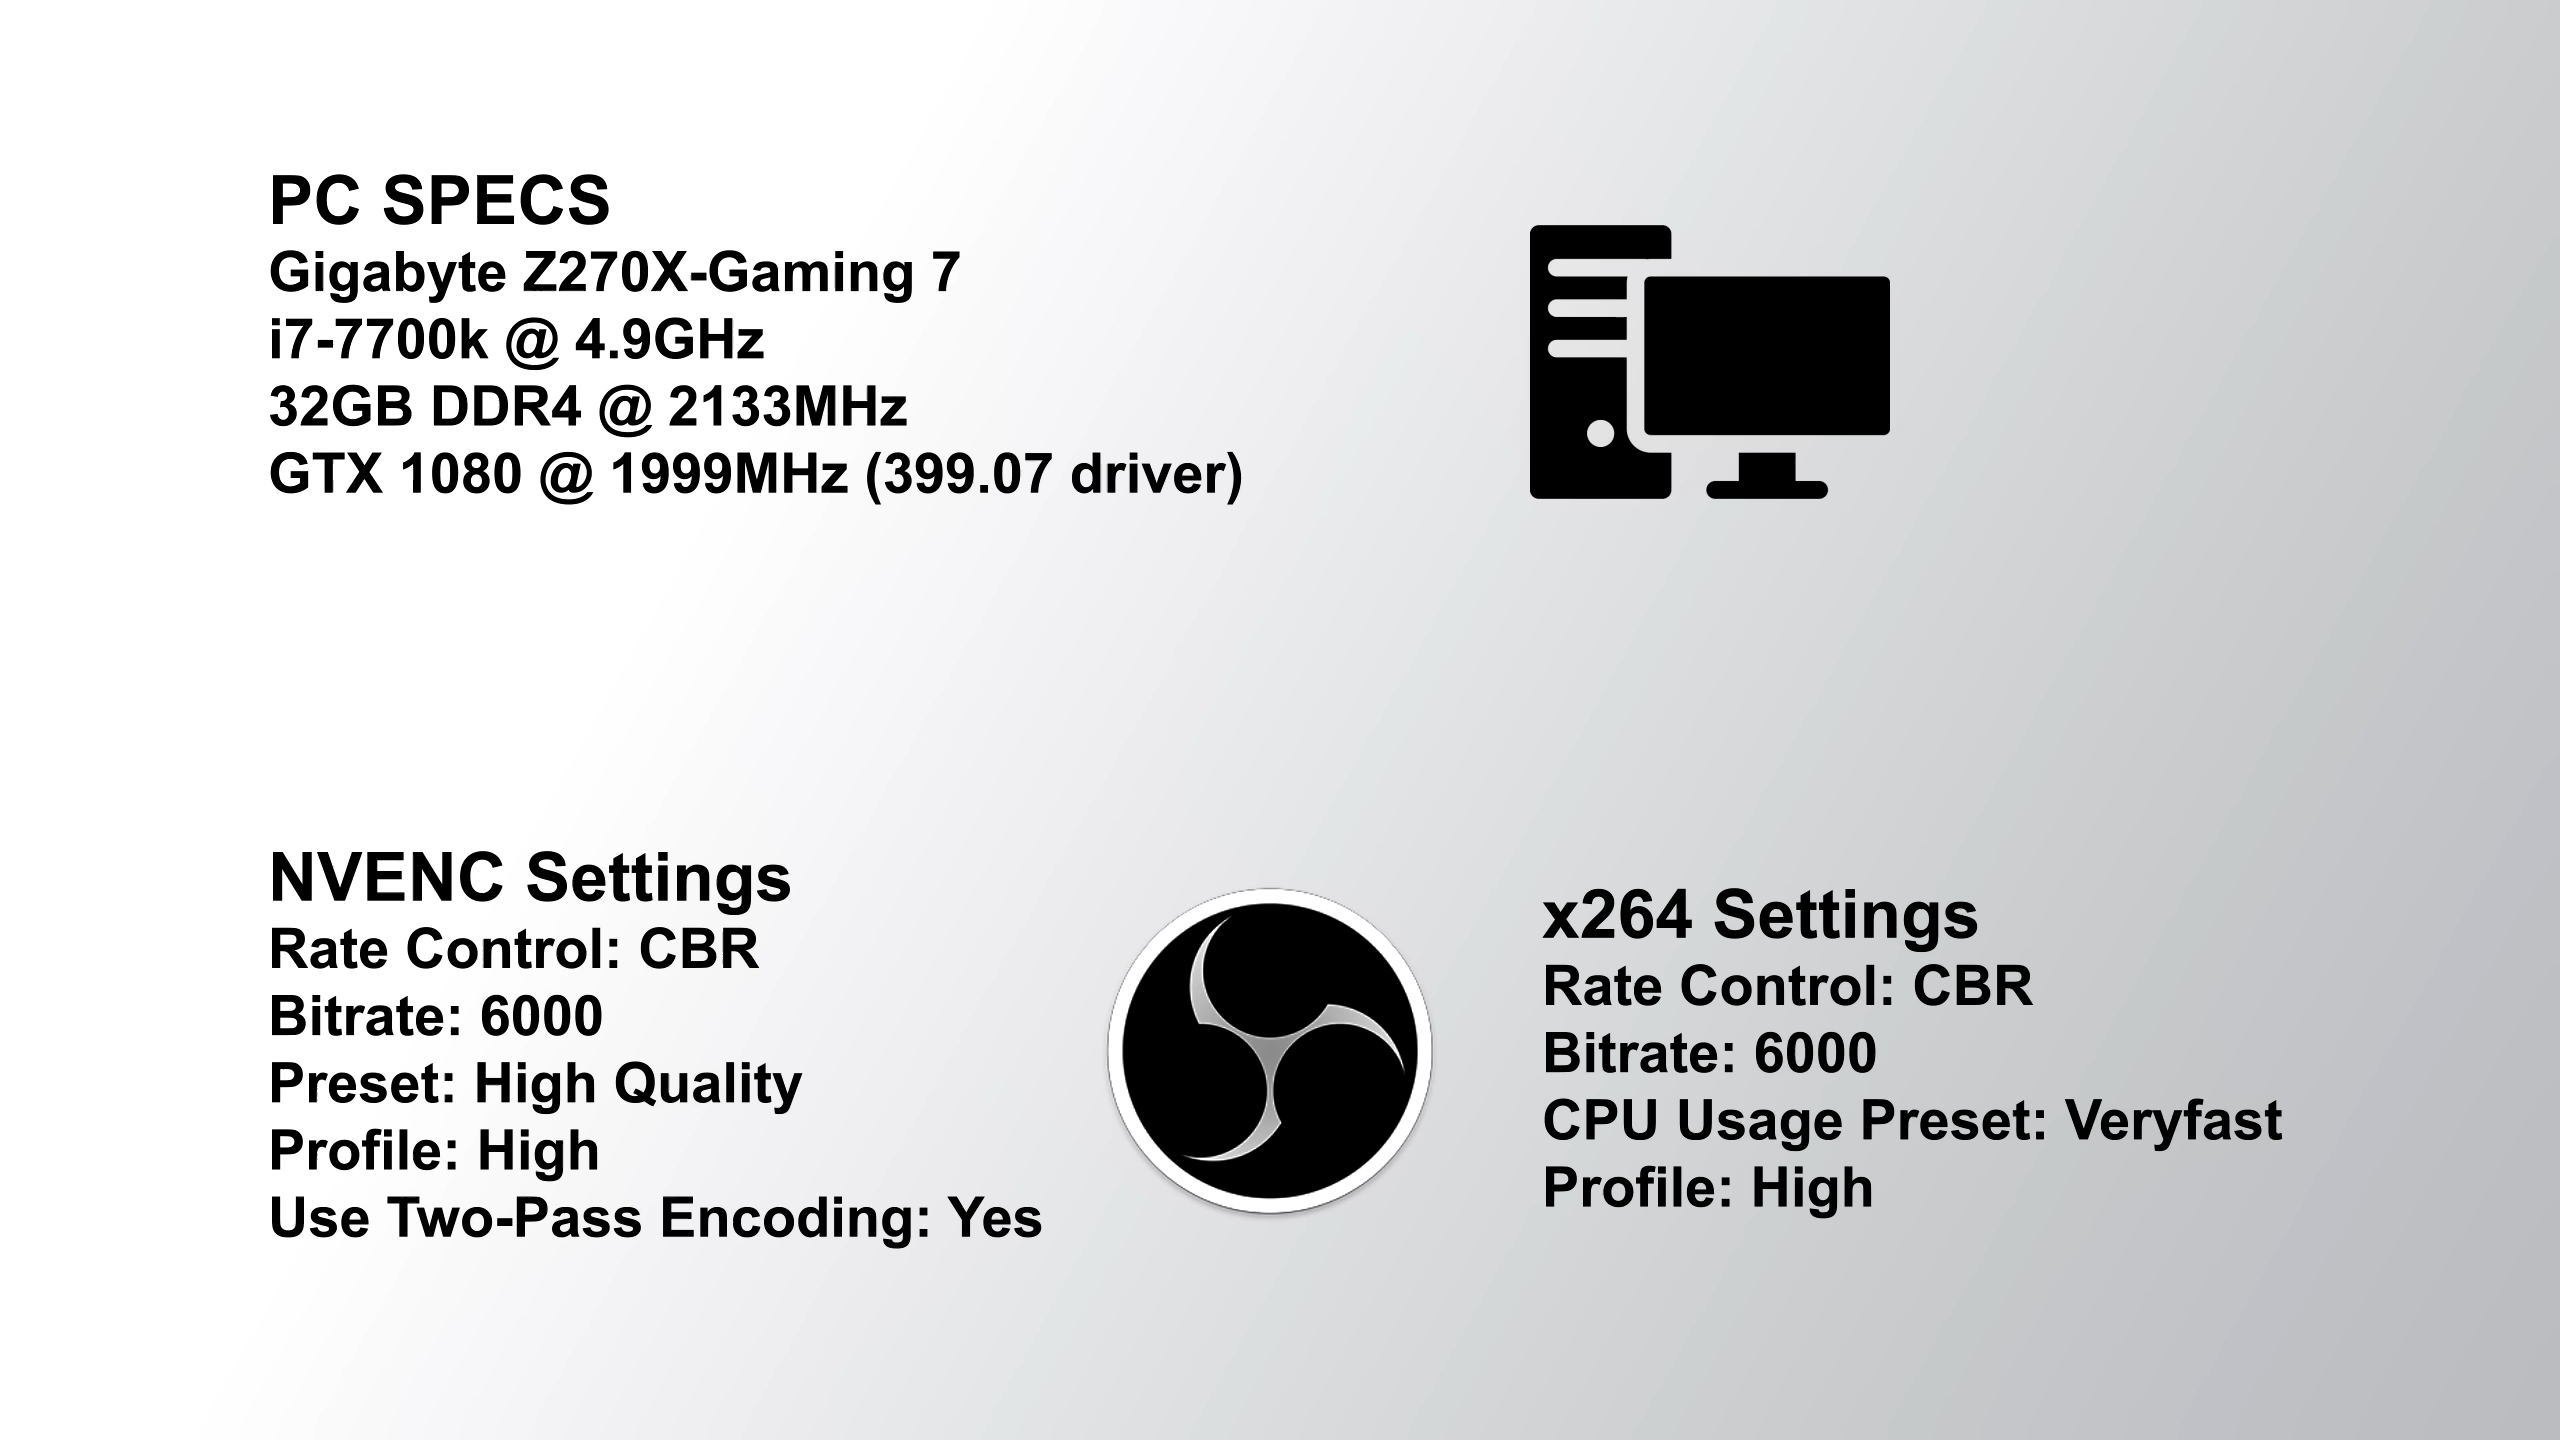 PC SPECS
Gigabyte Z270X-Gaming 7
i7-7700k @ 4.9GHz
32GB DDR4 @ 2133MHz
GTX 1080 @ 1999MHz (399.07 driver)
NVENC Settings
Rate Control: CBR
Bitrate: 6000
Preset: High Quality
Profile: High
Use Two-Pass Encoding: Yes
x264 Settings
Rate Control: CBR
Bitrate: 6000
CPU Usage Preset: Veryfast
Profile: High